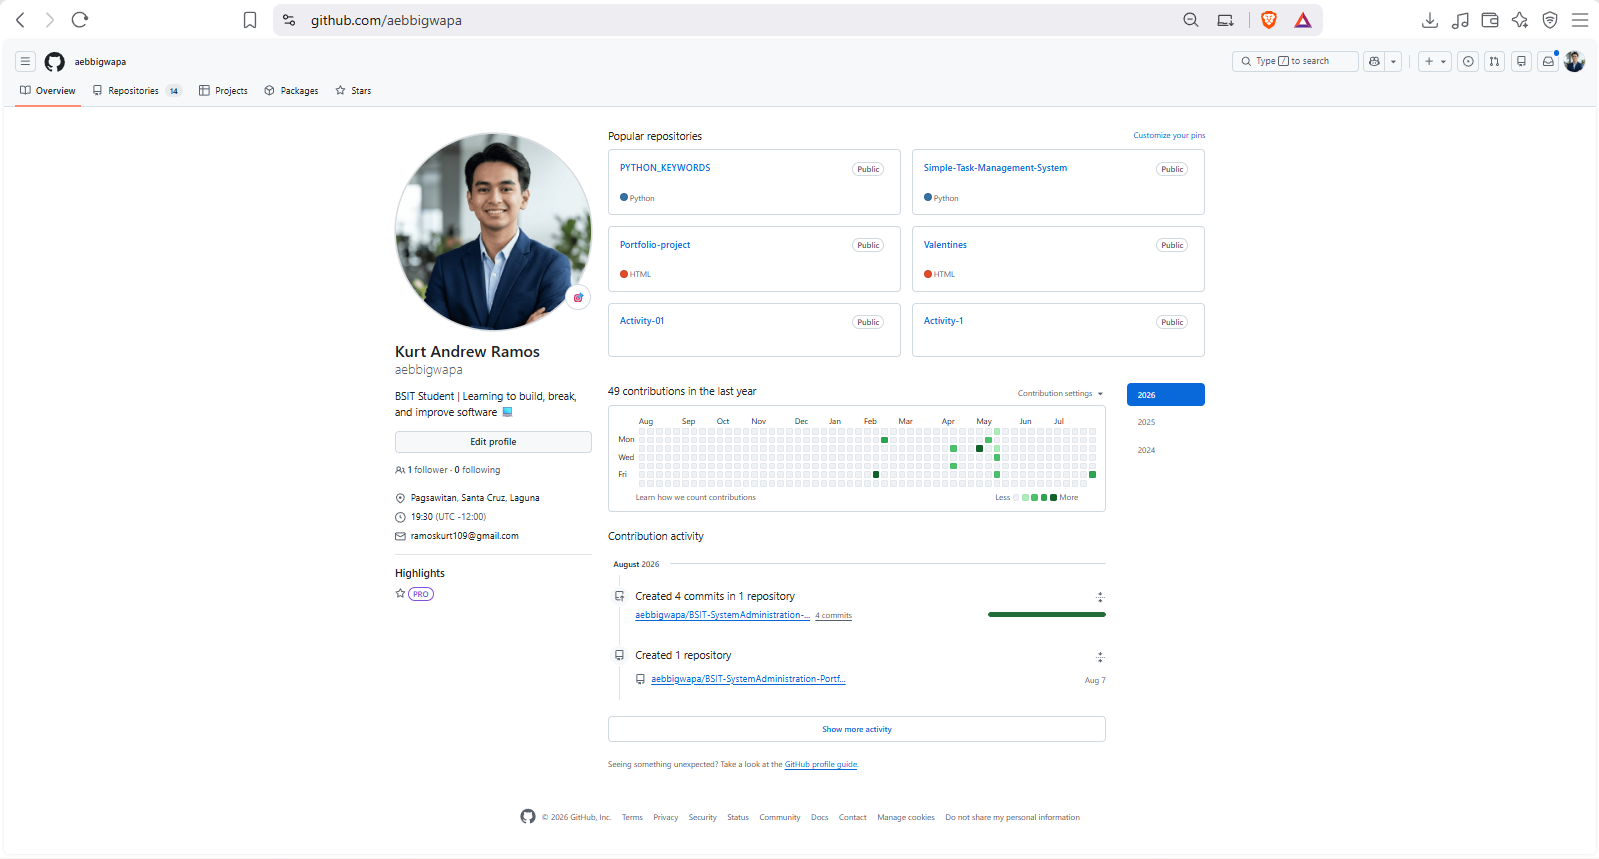 github.com/aebbigwapa
aebbigwapa
Type / to search
Overview
Repositories 14
Projects
Packages
Stars
Kurt Andrew Ramos
aebbigwapa
BSIT Student | Learning to build, break,
and improve software
Edit profile
1 follower · 0 following
Pagsawitan, Santa Cruz, Laguna
19:30 (UTC -12:00)
ramoskurt109@gmail.com
Highlights
PRO
Popular repositories
Customize your pins
PYTHON_KEYWORDS
Public
Python
Simple-Task-Management-System
Public
Python
Portfolio-project
Public
HTML
Valentines
Public
HTML
Activity-01
Public
Activity-1
Public
49 contributions in the last year
Contribution settings
2026
2025
2024
Aug Sep Oct Nov Dec Jan Feb Mar Apr May Jun Jul
Mon
Wed
Fri
Learn how we count contributions
Less More
Contribution activity
August 2026
Created 4 commits in 1 repository
aebbigwapa/BSIT-SystemAdministration-... 4 commits
Created 1 repository
aebbigwapa/BSIT-SystemAdministration-Portf...
Aug 7
Show more activity
Seeing something unexpected? Take a look at the GitHub profile guide.
© 2026 GitHub, Inc. Terms Privacy Security Status Community Docs Contact Manage cookies Do not share my personal information